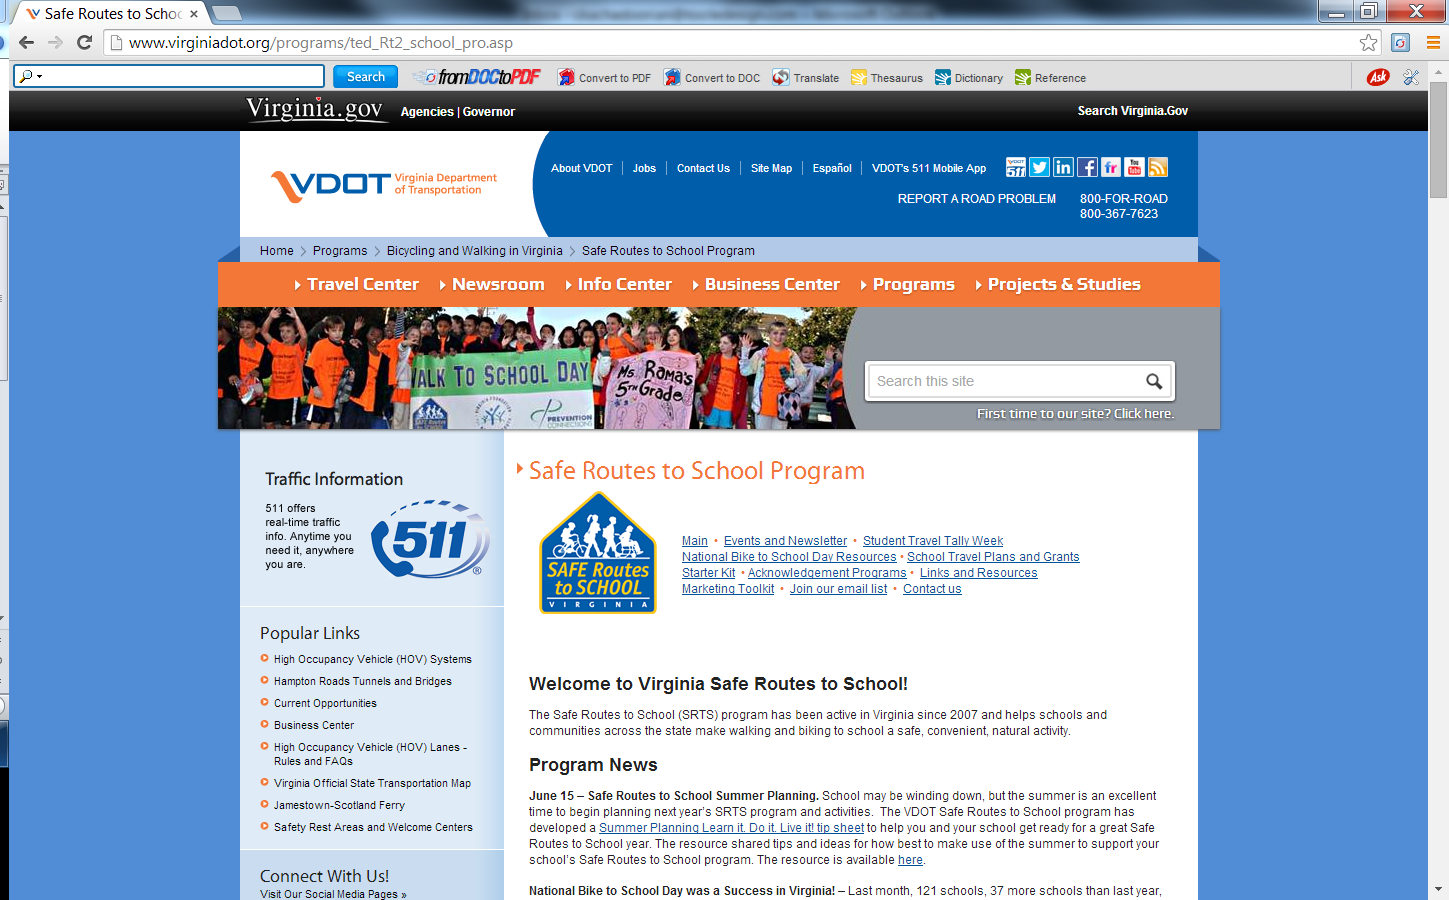 Safe Routes to Schoo
www.virginiadot.org/programs/ted_Rt2_school_pro.asp
Search fromDOCtoPDF Convert to PDF Convert to DOC Translate Thesaurus Dictionary Reference Ask
Virginia.gov Agencies | Governor Search Virginia.Gov
About VDOT Jobs Contact Us Site Map Español VDOT's 511 Mobile App
VDOT Virginia Department
of Transportation
REPORT A ROAD PROBLEM 800-FOR-ROAD
800-367-7623
Home > Programs > Bicycling and Walking in Virginia > Safe Routes to School Program
Travel Center Newsroom Info Center Business Center Programs Projects & Studies
WALK TO SCHOOL DAY
SAFE Routes
to SCHOOL
PREVENTION
CONNECTIONS
Ms. Rama's
5th Grade
Search this site
First time to our site? Click here.
Traffic Information
511 offers
real-time traffic
info. Anytime you
need it, anywhere
you are.
511®
Popular Links
High Occupancy Vehicle (HOV) Systems
Hampton Roads Tunnels and Bridges
Current Opportunities
Business Center
High Occupancy Vehicle (HOV) Lanes -
Rules and FAQs
Virginia Official State Transportation Map
Jamestown-Scotland Ferry
Safety Rest Areas and Welcome Centers
Connect With Us!
Visit Our Social Media Pages »
Safe Routes to School Program
SAFE Routes
to SCHOOL
VIRGINIA
Main • Events and Newsletter • Student Travel Tally Week
National Bike to School Day Resources • School Travel Plans and Grants
Starter Kit • Acknowledgement Programs • Links and Resources
Marketing Toolkit • Join our email list • Contact us
Welcome to Virginia Safe Routes to School!
The Safe Routes to School (SRTS) program has been active in Virginia since 2007 and helps schools and
communities across the state make walking and biking to school a safe, convenient, natural activity.
Program News
June 15 – Safe Routes to School Summer Planning. School may be winding down, but the summer is an excellent
time to begin planning next year's SRTS program and activities. The VDOT Safe Routes to School program has
developed a Summer Planning Learn it. Do it. Live it! tip sheet to help you and your school get ready for a great Safe
Routes to School year. The resource shared tips and ideas for how best to make use of the summer to support your
school's Safe Routes to School program. The resource is available here.
National Bike to School Day was a Success in Virginia! – Last month, 121 schools, 37 more schools than last year,